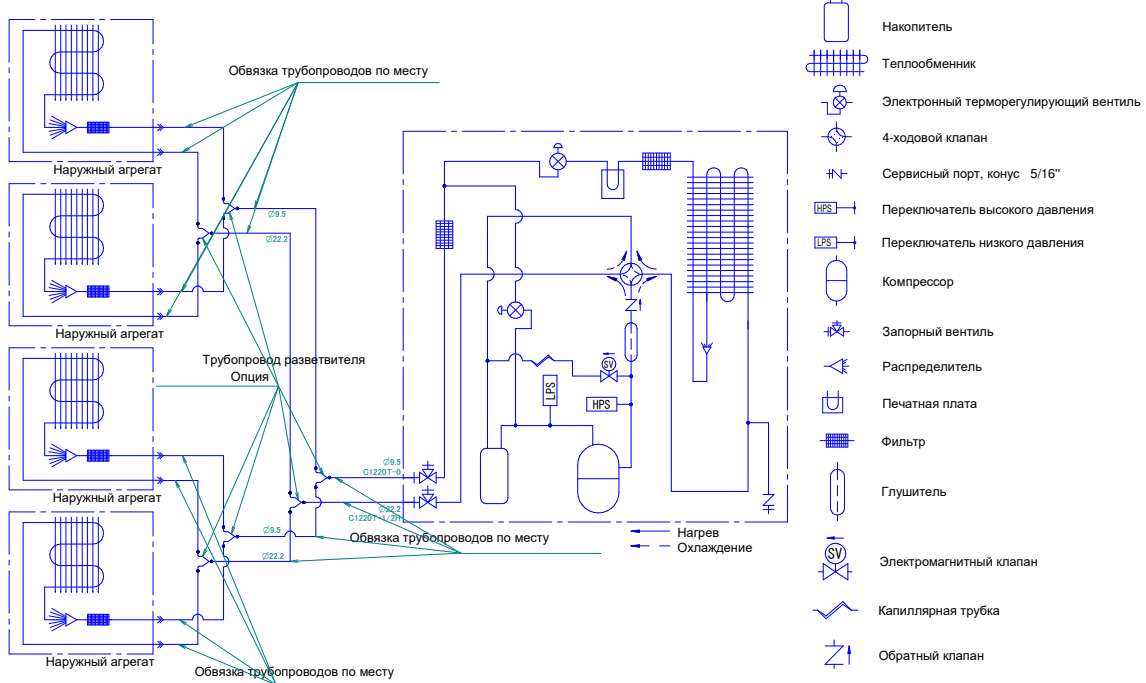 Обвязка трубопроводов по месту
Наружный агрегат
Ø9.5
Ø22.2
Наружный агрегат
Трубопровод разветвителя
Опция
Наружный агрегат
Ø9.5
Ø22.2
Наружный агрегат
Обвязка трубопроводов по месту
Ø9.5
C1220T-0
Ø22.2
C1220T-1/2H
Обвязка трубопроводов по месту
SV
LPS
HPS
Нагрев
Охлаждение
Накопитель
Теплообменник
Электронный терморегулирующий вентиль
4-ходовой клапан
Сервисный порт, конус 5/16"
HPS
Переключатель высокого давления
LPS
Переключатель низкого давления
Компрессор
Запорный вентиль
Распределитель
Печатная плата
Фильтр
Глушитель
SV
Электромагнитный клапан
Капиллярная трубка
Обратный клапан